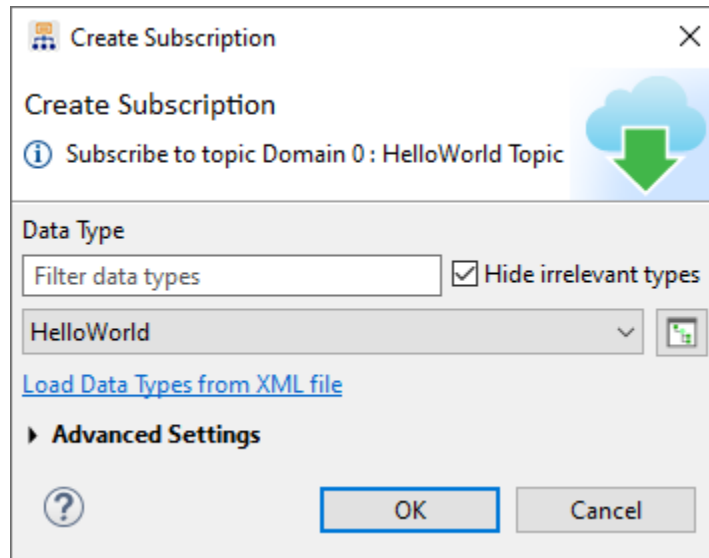 Create Subscription
Create Subscription
Subscribe to topic Domain 0 : HelloWorld Topic
Data Type
Filter data types
Hide irrelevant types
HelloWorld
Load Data Types from XML file
Advanced Settings
OK Cancel